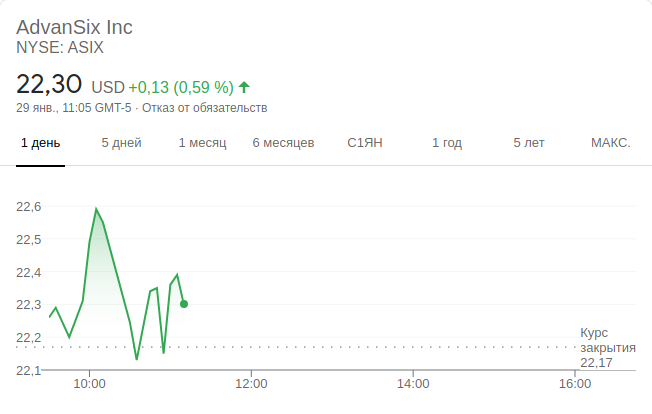 AdvanSix Inc
NYSE: ASIX
22,30 USD +0,13 (0,59 %)
29 янв., 11:05 GMT-5 · Отказ от обязательств
1 день 5 дней 1 месяц 6 месяцев С1ЯН 1 год 5 лет МАКС.
22,6
22,5
22,4
22,3
22,2
22,1
Курс
закрытия
22,17
10:00 12:00 14:00 16:00